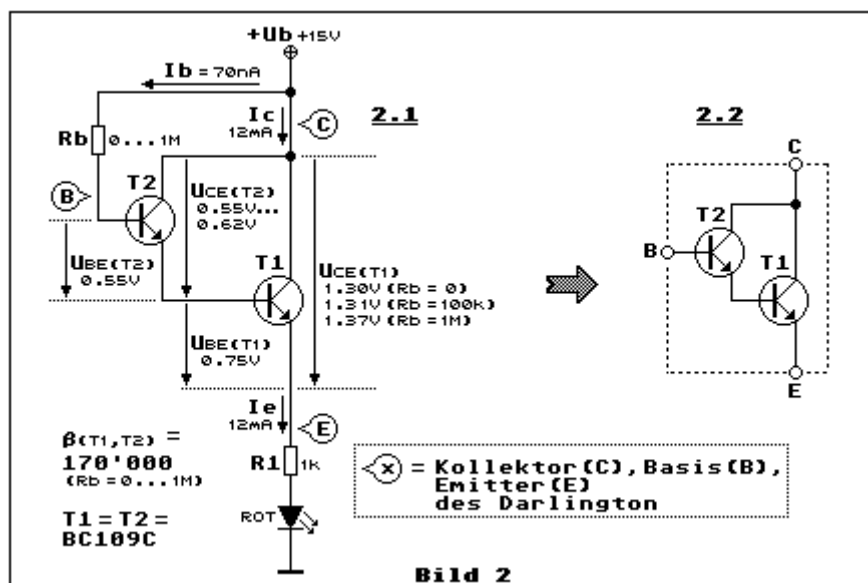 +Ub +15V
Ib = 70nA
Ic
12mA
C
2.1
2.2
C
Rb
0...1M
T2
B
UCE(T2)
0.55V...
0.62V
T2
B
T1
UBE(T2)
0.55V
T1
UCE(T1)
1.30V (Rb = 0)
1.31V (Rb = 100k)
1.37V (Rb = 1M)
UBE(T1)
0.75V
E
Ie
12mA
E
β(T1,T2) =
170'000
(Rb = 0...1M)
R1
1k
x = Kollektor(C), Basis(B),
Emitter(E)
des Darlington
T1 = T2 =
BC109C
ROT
Bild 2